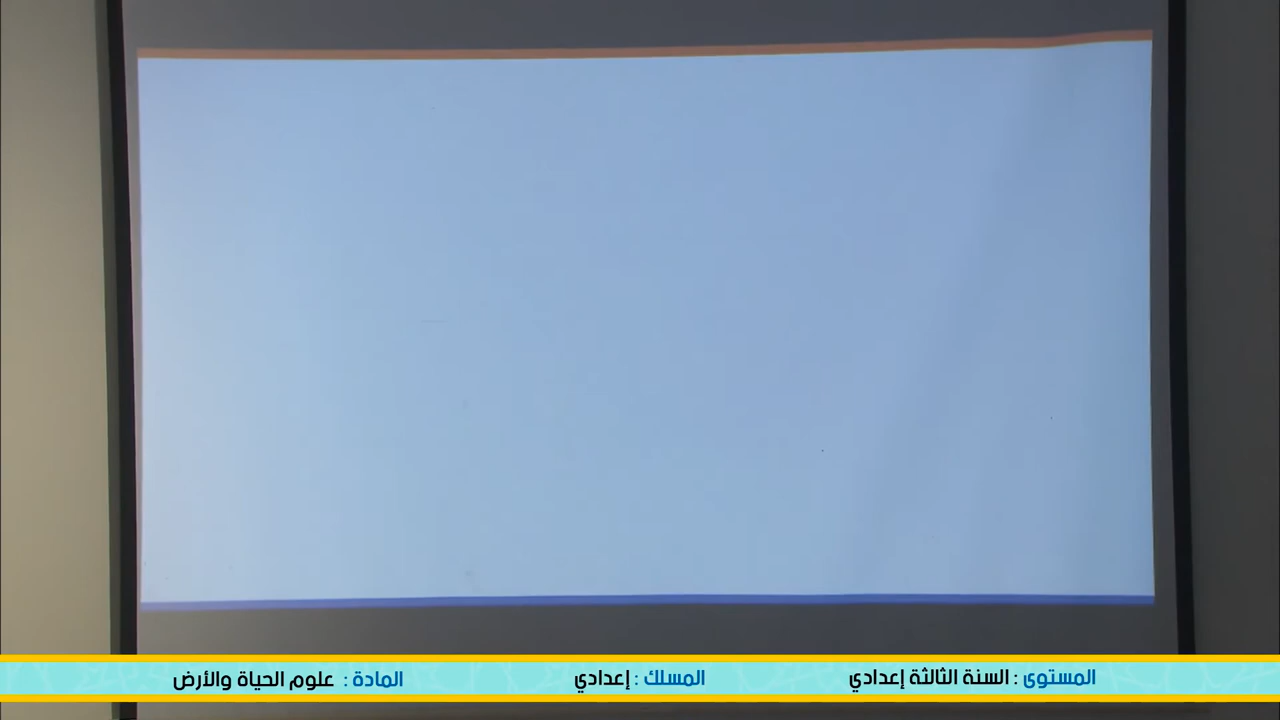 المستوى : السنة الثالثة إعدادي
المسلك : إعدادي
المادة : علوم الحياة والأرض